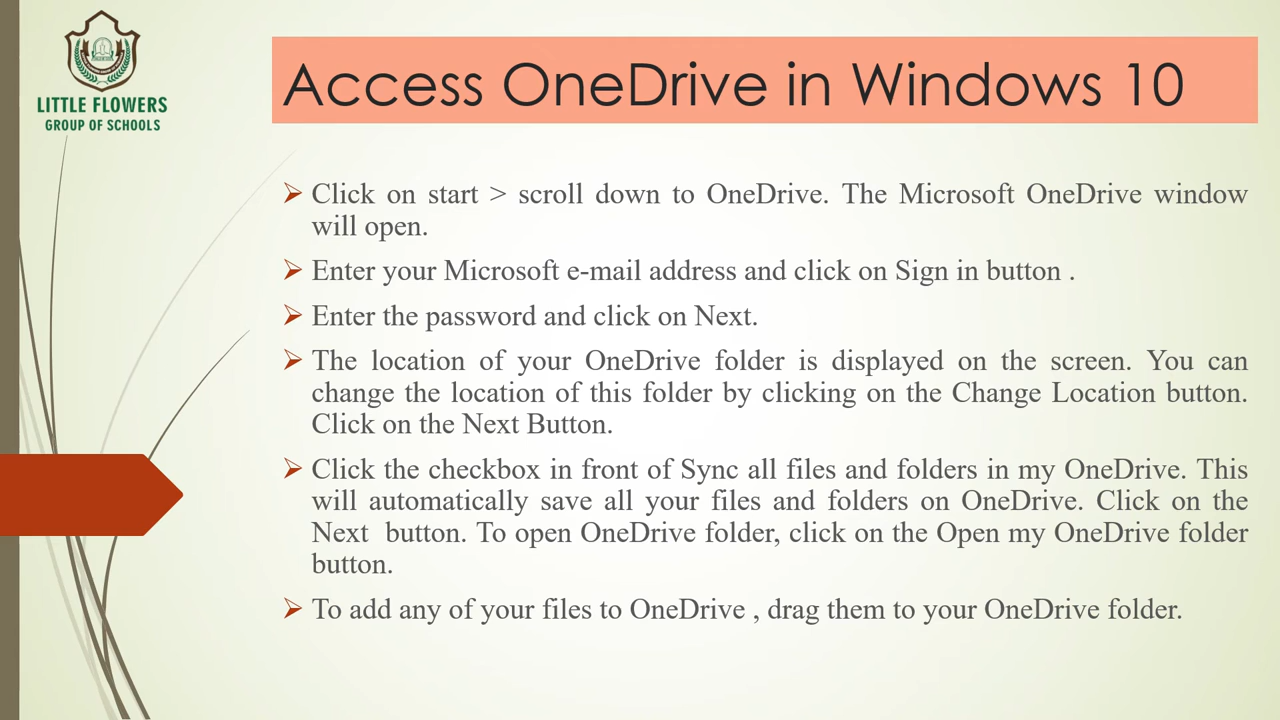 LITTLE FLOWERS
GROUP OF SCHOOLS
Access OneDrive in Windows 10
Click on start > scroll down to OneDrive. The Microsoft OneDrive window
will open.
Enter your Microsoft e-mail address and click on Sign in button .
Enter the password and click on Next.
The location of your OneDrive folder is displayed on the screen. You can
change the location of this folder by clicking on the Change Location button.
Click on the Next Button.
Click the checkbox in front of Sync all files and folders in my OneDrive. This
will automatically save all your files and folders on OneDrive. Click on the
Next  button. To open OneDrive folder, click on the Open my OneDrive folder
button.
To add any of your files to OneDrive , drag them to your OneDrive folder.